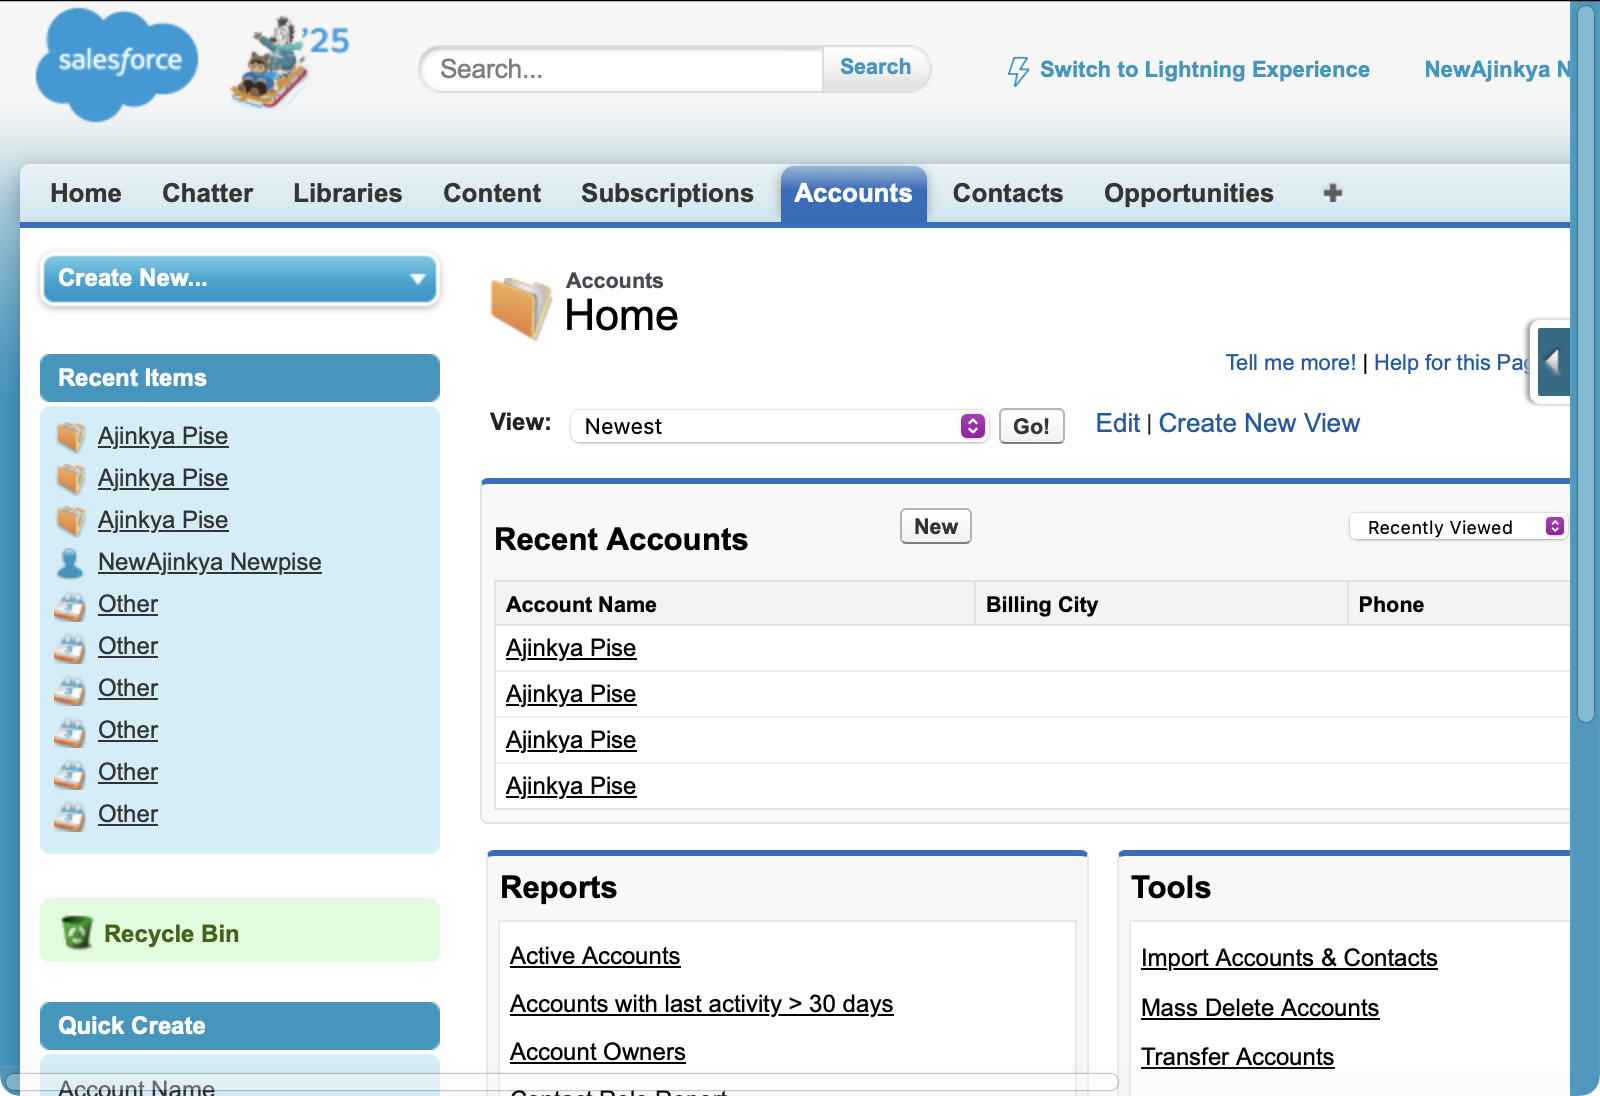 salesforce
'25
Search...
Search
Switch to Lightning Experience
NewAjinkya N
Home
Chatter
Libraries
Content
Subscriptions
Accounts
Contacts
Opportunities
Create New...
Recent Items
Ajinkya Pise
Ajinkya Pise
Ajinkya Pise
NewAjinkya Newpise
Other
Other
Other
Other
Other
Other
Recycle Bin
Quick Create
Account Name
Accounts
Home
Tell me more! | Help for this Pag
View:
Newest
Go!
Edit | Create New View
Recent Accounts
New
Recently Viewed
Account Name
Billing City
Phone
Ajinkya Pise
Ajinkya Pise
Ajinkya Pise
Ajinkya Pise
Reports
Active Accounts
Accounts with last activity > 30 days
Account Owners
Contact Role Report
Tools
Import Accounts & Contacts
Mass Delete Accounts
Transfer Accounts